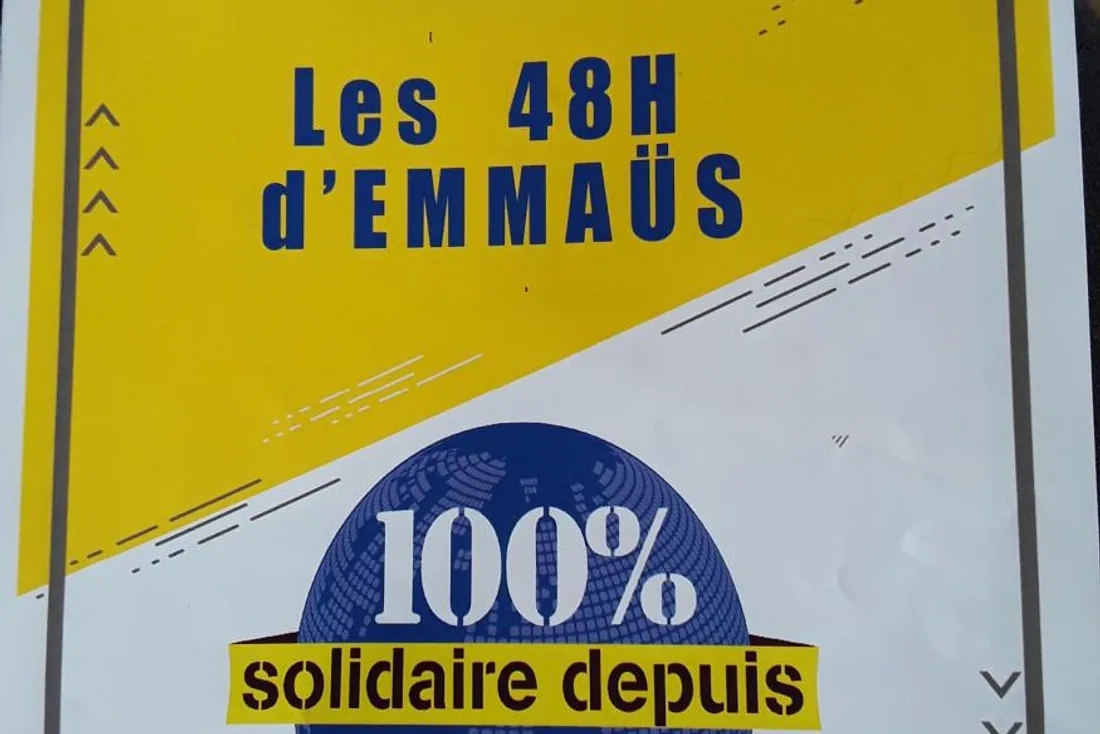 Les 48H
d'EMMAÜS
100%
solidaire depuis